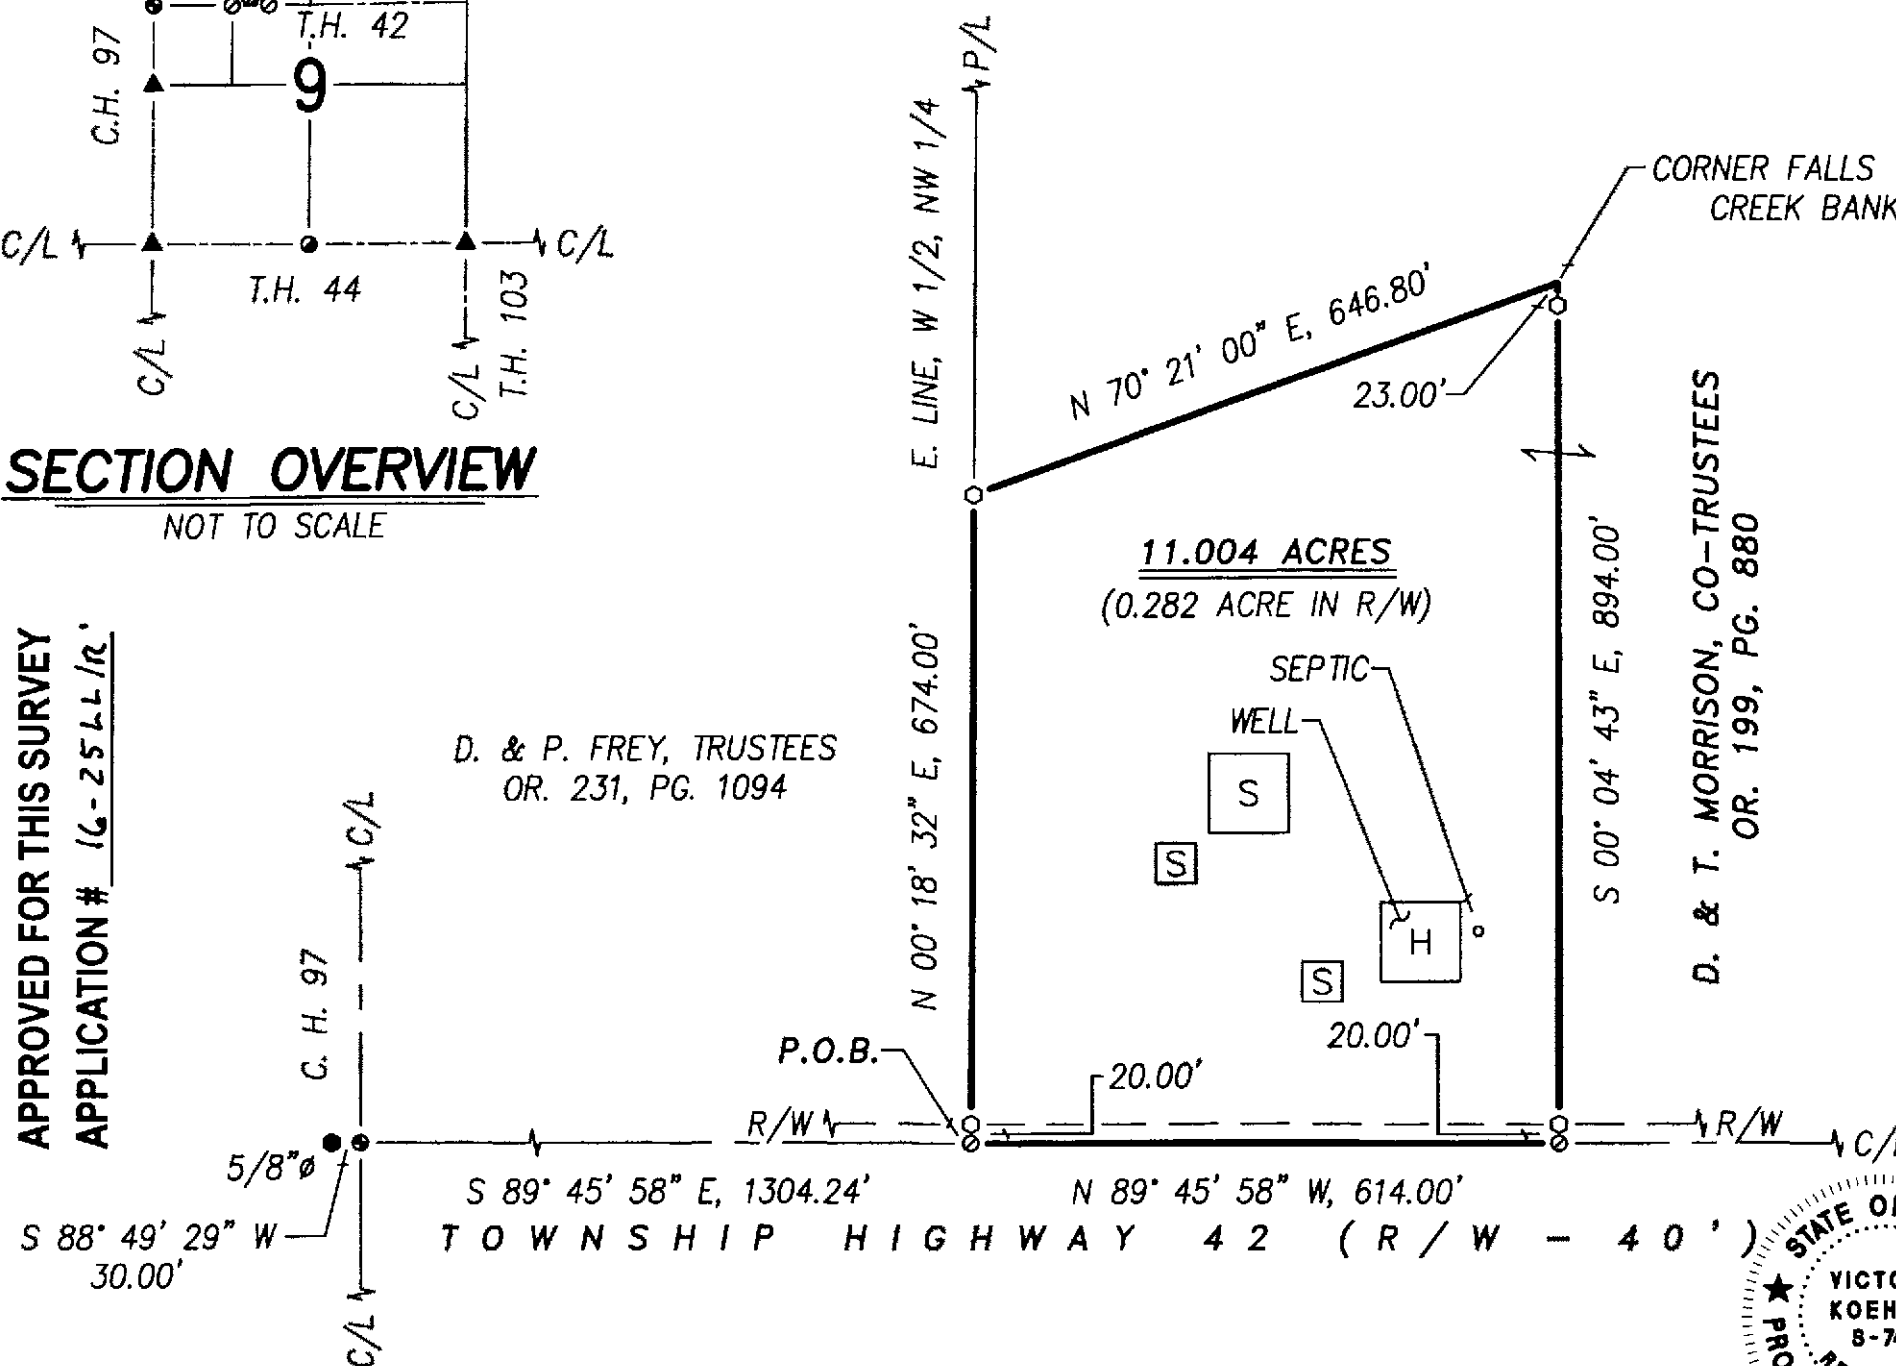 T.H. 42
C.H. 97
9
C/L
C/L
T.H. 44
C/L
C/L
T.H. 103
SECTION OVERVIEW
NOT TO SCALE
P/L
E. LINE, W 1/2, NW 1/4
CORNER FALLS
CREEK BANK
N 70° 21' 00" E, 646.80'
23.00'
11.004 ACRES
(0.282 ACRE IN R/W)
SEPTIC
WELL
S
S
H
S
N 00° 18' 32" E, 674.00'
S 00° 04' 43" E, 894.00'
D. & T. MORRISON, CO-TRUSTEES
OR. 199, PG. 880
D. & P. FREY, TRUSTEES
OR. 231, PG. 1094
APPROVED FOR THIS SURVEY
APPLICATION #
C/L
C. H. 97
P.O.B.
20.00'
20.00'
R/W
R/W
5/8"ø
S 89° 45' 58" E, 1304.24'
N 89° 45' 58" W, 614.00'
S 88° 49' 29" W
30.00'
TOWNSHIP HIGHWAY 42 (R/W - 40')
C/L
STATE